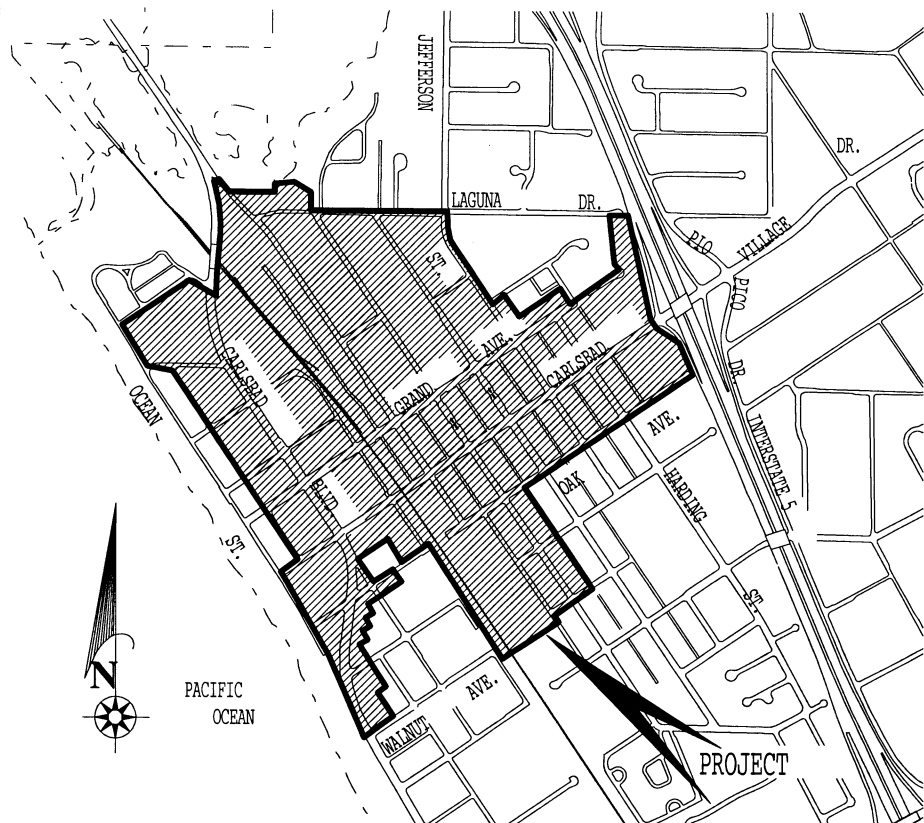 JEFFERSON
DR.
LAGUNA DR.
ST.
PIO
VILLAGE
PICO
AVE.
CARLSBAD
CARLSBAD
GRAND
DR.
OCEAN
AVE.
INTERSTATE 5
OAK
HARDING
BLVD.
ST.
ST.
N
PACIFIC
OCEAN
AVE.
WALNUT
PROJECT